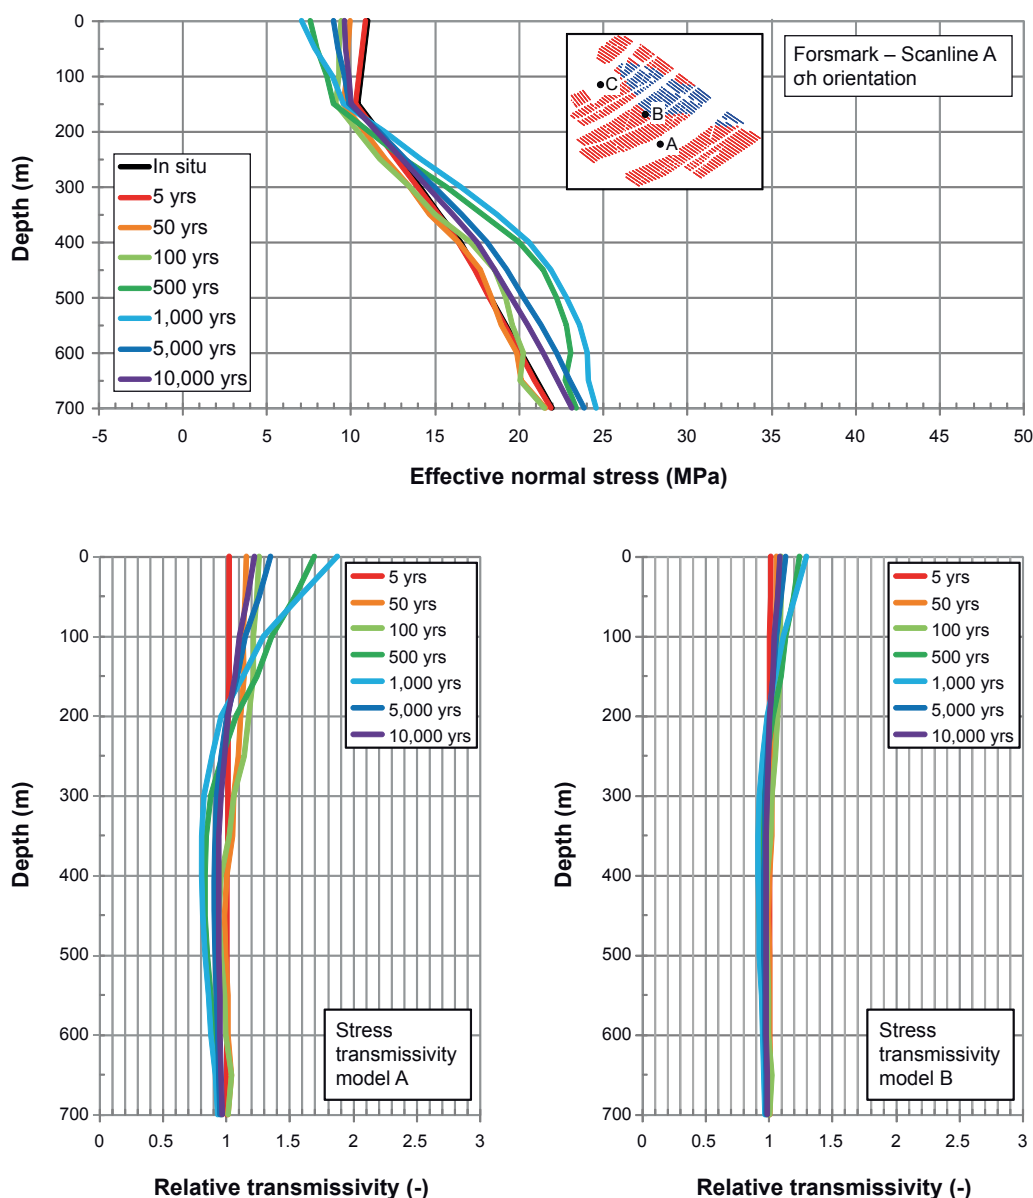 0
100
200
300
400
500
600
700
Depth (m)
In situ
5 yrs
50 yrs
100 yrs
500 yrs
1,000 yrs
5,000 yrs
10,000 yrs
C
B
A
Forsmark – Scanline A
σh orientation
-5 0 5 10 15 20 25 30 35 40 45 50
Effective normal stress (MPa)
0
100
200
300
400
500
600
700
Depth (m)
5 yrs
50 yrs
100 yrs
500 yrs
1,000 yrs
5,000 yrs
10,000 yrs
Stress
transmissivity
model A
0 0.5 1 1.5 2 2.5 3
Relative transmissivity (-)
0
100
200
300
400
500
600
700
Depth (m)
5 yrs
50 yrs
100 yrs
500 yrs
1,000 yrs
5,000 yrs
10,000 yrs
Stress
transmissivity
model B
0 0.5 1 1.5 2 2.5 3
Relative transmissivity (-)